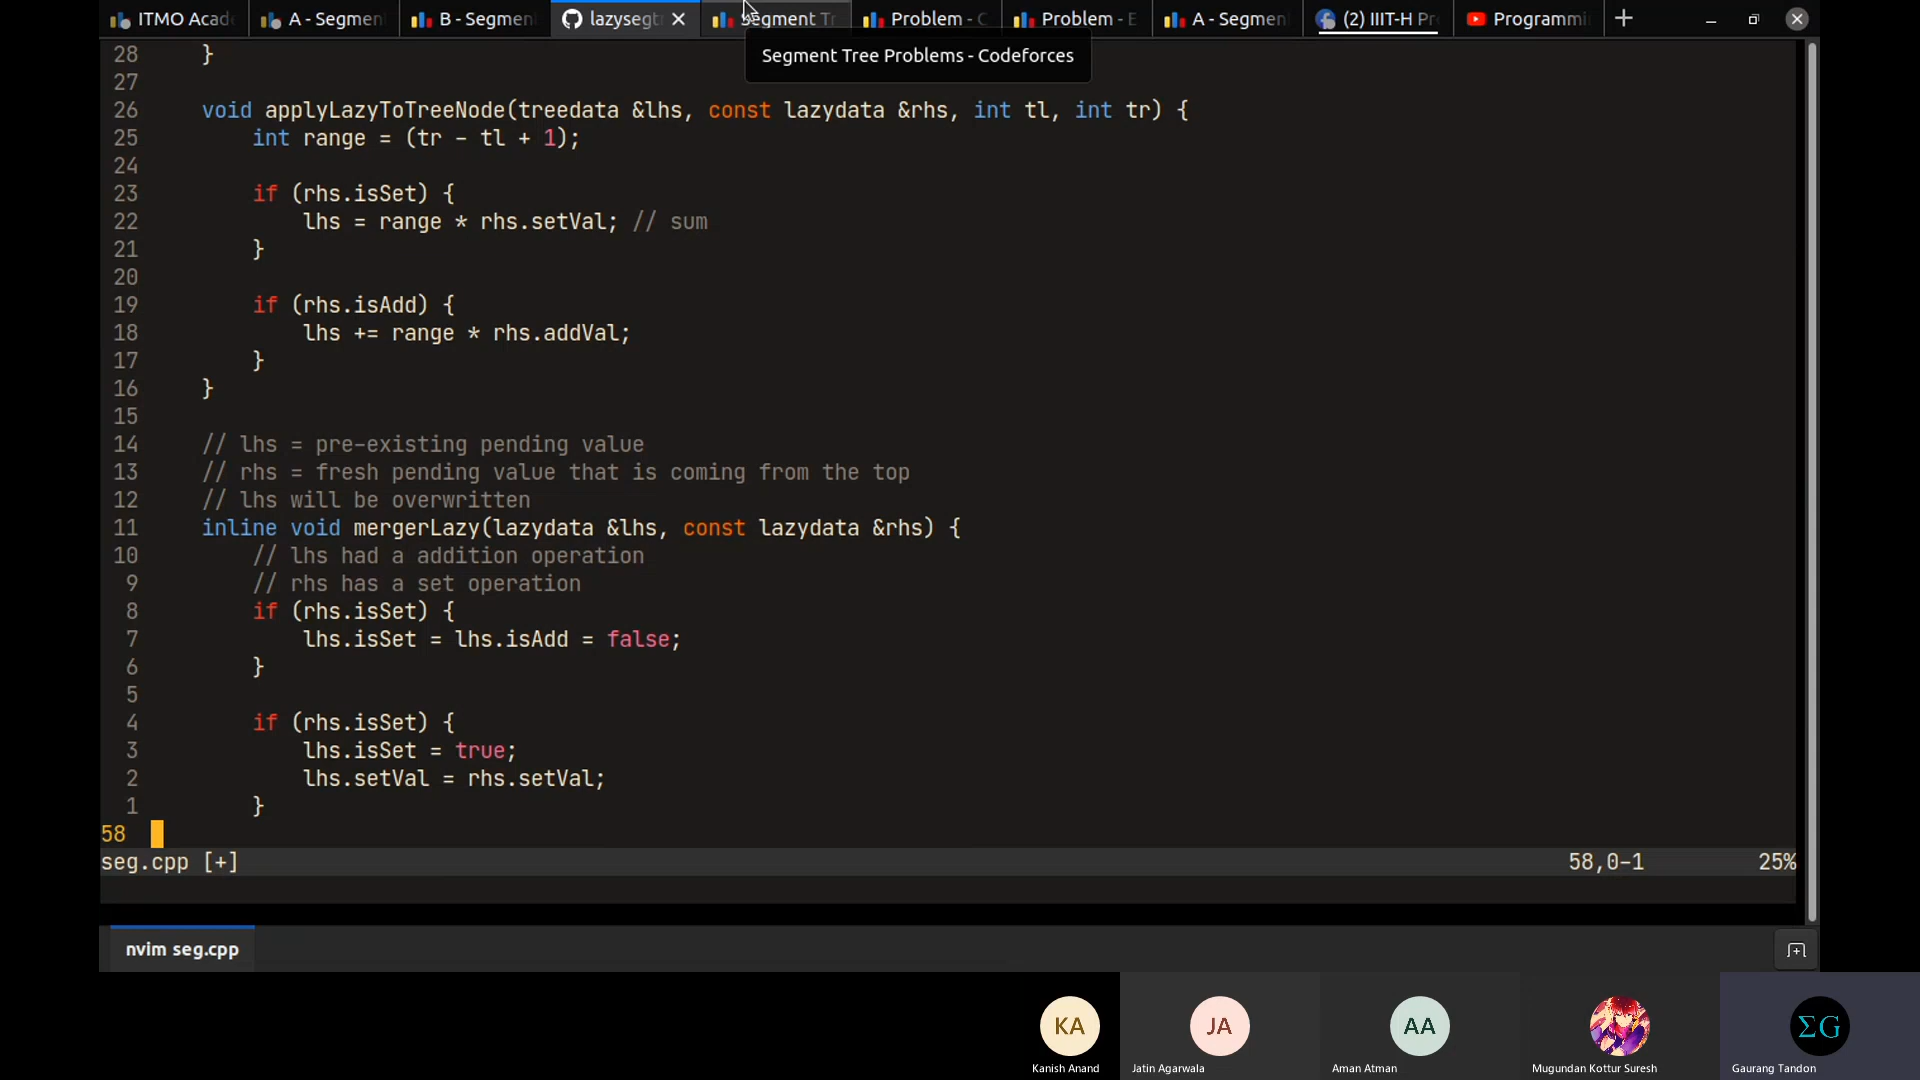 ITMO Acad
A - Segmen
B - Segmen
lazysegt
Segment Tr
Problem - C
Problem - E
A - Segmen
(2) IIIT-H Pr
Programmi
Segment Tree Problems - Codeforces
28 }
27
26 void applyLazyToTreeNode(treedata &lhs, const lazydata &rhs, int tl, int tr) {
25 int range = (tr - tl + 1);
24
23 if (rhs.isSet) {
22 lhs = range * rhs.setVal; // sum
21 }
20
19 if (rhs.isAdd) {
18 lhs += range * rhs.addVal;
17 }
16 }
15
14 // lhs = pre-existing pending value
13 // rhs = fresh pending value that is coming from the top
12 // lhs will be overwritten
11 inline void mergerLazy(lazydata &lhs, const lazydata &rhs) {
10 // lhs had a addition operation
9 // rhs has a set operation
8 if (rhs.isSet) {
7 lhs.isSet = lhs.isAdd = false;
6 }
5
4 if (rhs.isSet) {
3 lhs.isSet = true;
2 lhs.setVal = rhs.setVal;
1 }
58
seg.cpp [+] 58,0-1 25%
nvim seg.cpp
KA
JA
AA
ΣG
Kanish Anand
Jatin Agarwala
Aman Atman
Mugundan Kottur Suresh
Gaurang Tandon